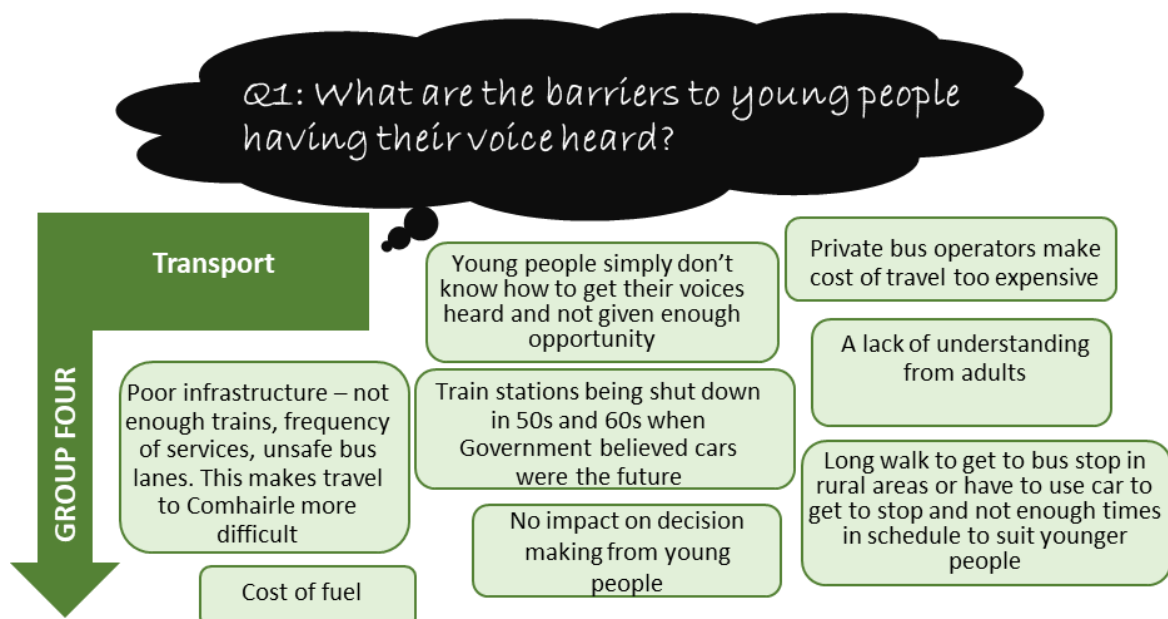 Q1: What are the barriers to young people
having their voice heard?
Transport
GROUP FOUR
Young people simply don’t
know how to get their voices
heard and not given enough
opportunity
Private bus operators make
cost of travel too expensive
A lack of understanding
from adults
Poor infrastructure – not
enough trains, frequency
of services, unsafe bus
lanes. This makes travel
to Comhairle more
difficult
Train stations being shut down
in 50s and 60s when
Government believed cars
were the future
Long walk to get to bus stop in
rural areas or have to use car to
get to stop and not enough times
in schedule to suit younger
people
No impact on decision
making from young
people
Cost of fuel